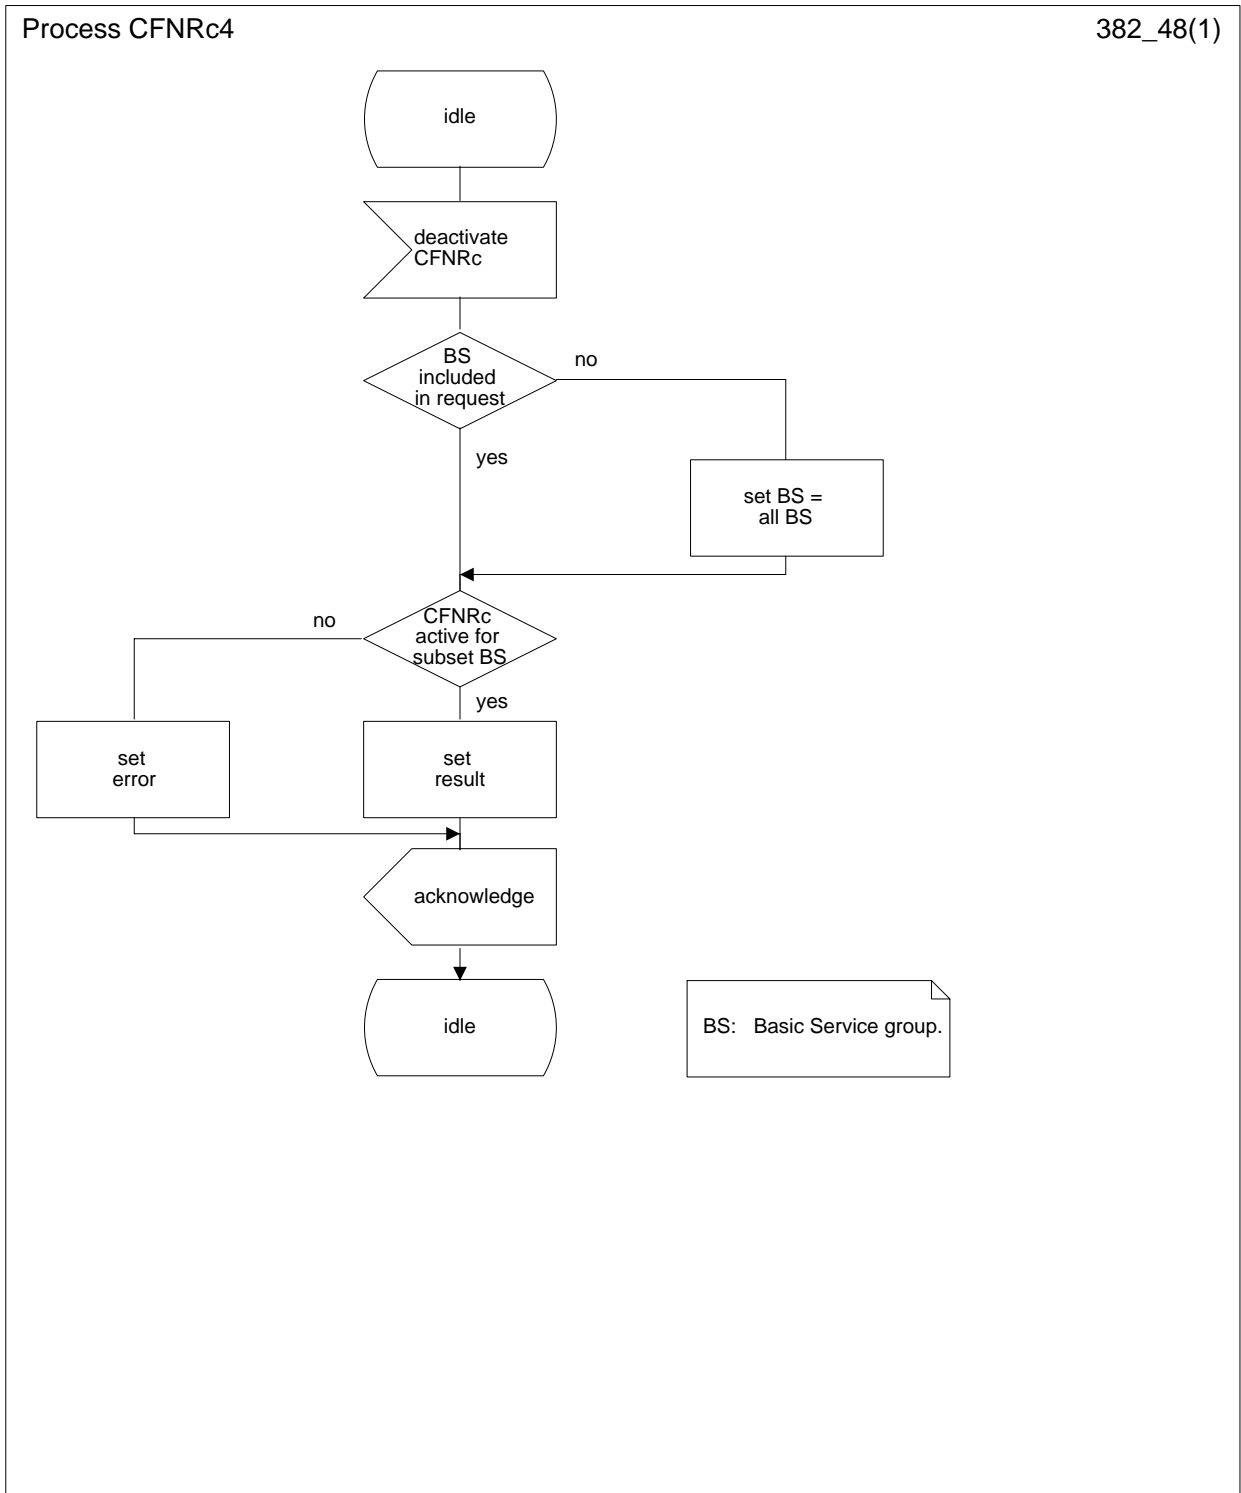 Process CFNRc4
382_48(1)
idle
deactivate
CFNRc
BS
included
in request
no
yes
set BS =
all BS
CFNRc
active for
subset BS
no
yes
set
error
set
result
acknowledge
idle
BS: Basic Service group.